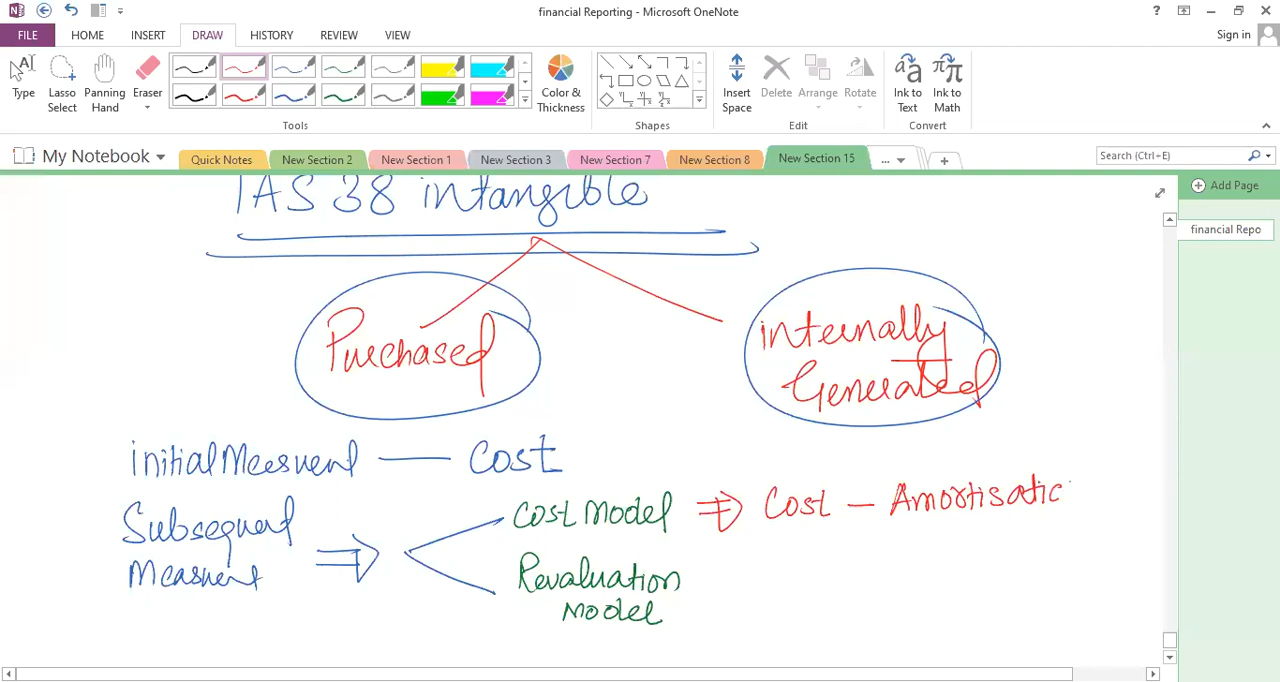 financial Reporting - Microsoft OneNote
Sign in
FILE HOME INSERT DRAW HISTORY REVIEW VIEW
Type
Lasso Select
Panning Hand
Eraser
Color & Thickness
Insert Space
Delete
Arrange
Rotate
Ink to Text
Ink to Math
Tools
Shapes
Edit
Convert
My Notebook
Quick Notes
New Section 2
New Section 1
New Section 3
New Section 7
New Section 8
New Section 15
...
Search (Ctrl+E)
Add Page
financial Repo
IAS 38 intangible
Purchased
internally
Generated
initial Meesment — Cost
Subsequent
Measment
Cost Model ⇒ Cost — Amortisatic
Revaluation
Model